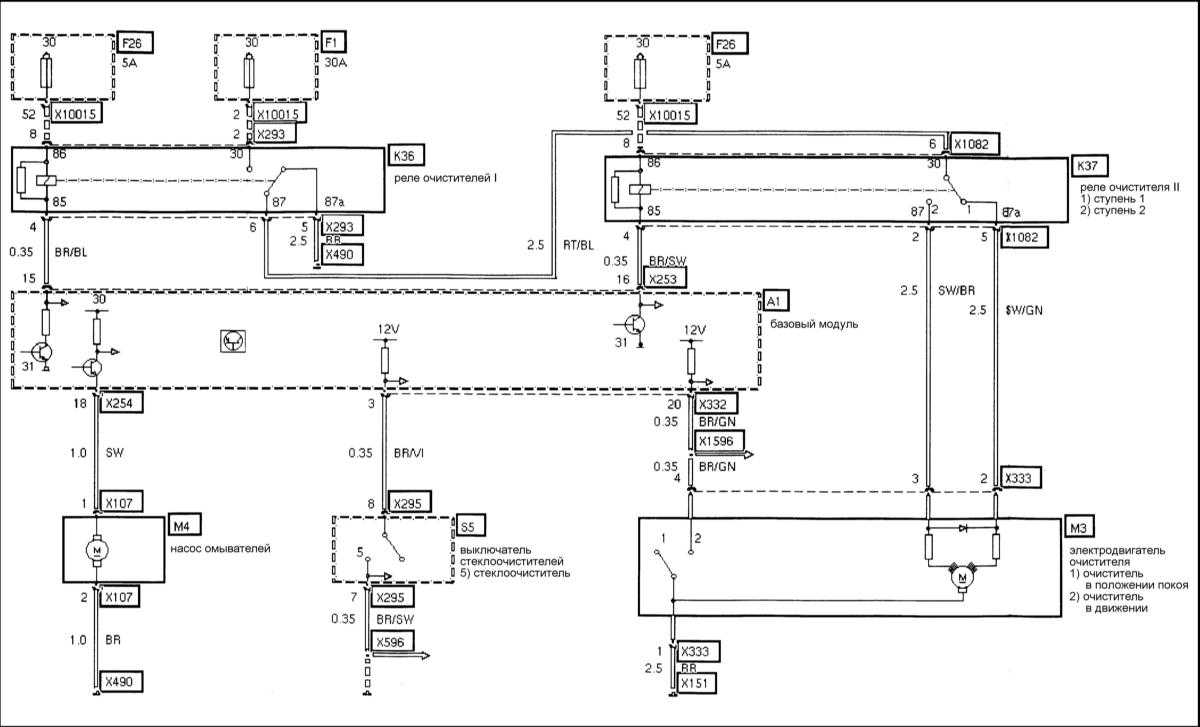 30
F26
5A
30
F1
30A
30
F26
5A
52
X10015
2
X10015
52
X10015
8
2
X293
8
6
X1082
86
30
K36
реле очистителей I
85
87
87a
86
30
K37
реле очистителя II
1) ступень 1
2) ступень 2
85
87
2
1
87a
4
6
5
X293
2.5
BR
X490
4
2
5
X1082
0.35
BR/BL
2.5
RT/BL
0.35
BR/SW
15
16
X253
2.5
SW/BR
2.5
SW/GN
30
31
12V
31
12V
A1
базовый модуль
18
X254
3
20
X332
0.35
BR/GN
X1596
1.0
SW
0.35
BR/VI
0.35
BR/GN
4
3
2
X333
1
X107
8
X295
M4
насос омывателей
M
S5
выключатель
стеклоочистителей
5) стеклоочиститель
5
1
2
M
M3
электродвигатель
очистителя
1) очиститель
в положении покоя
2) очиститель
в движении
2
X107
7
X295
0.35
BR/SW
1.0
BR
X596
1
X333
2.5
BR
X490
X151